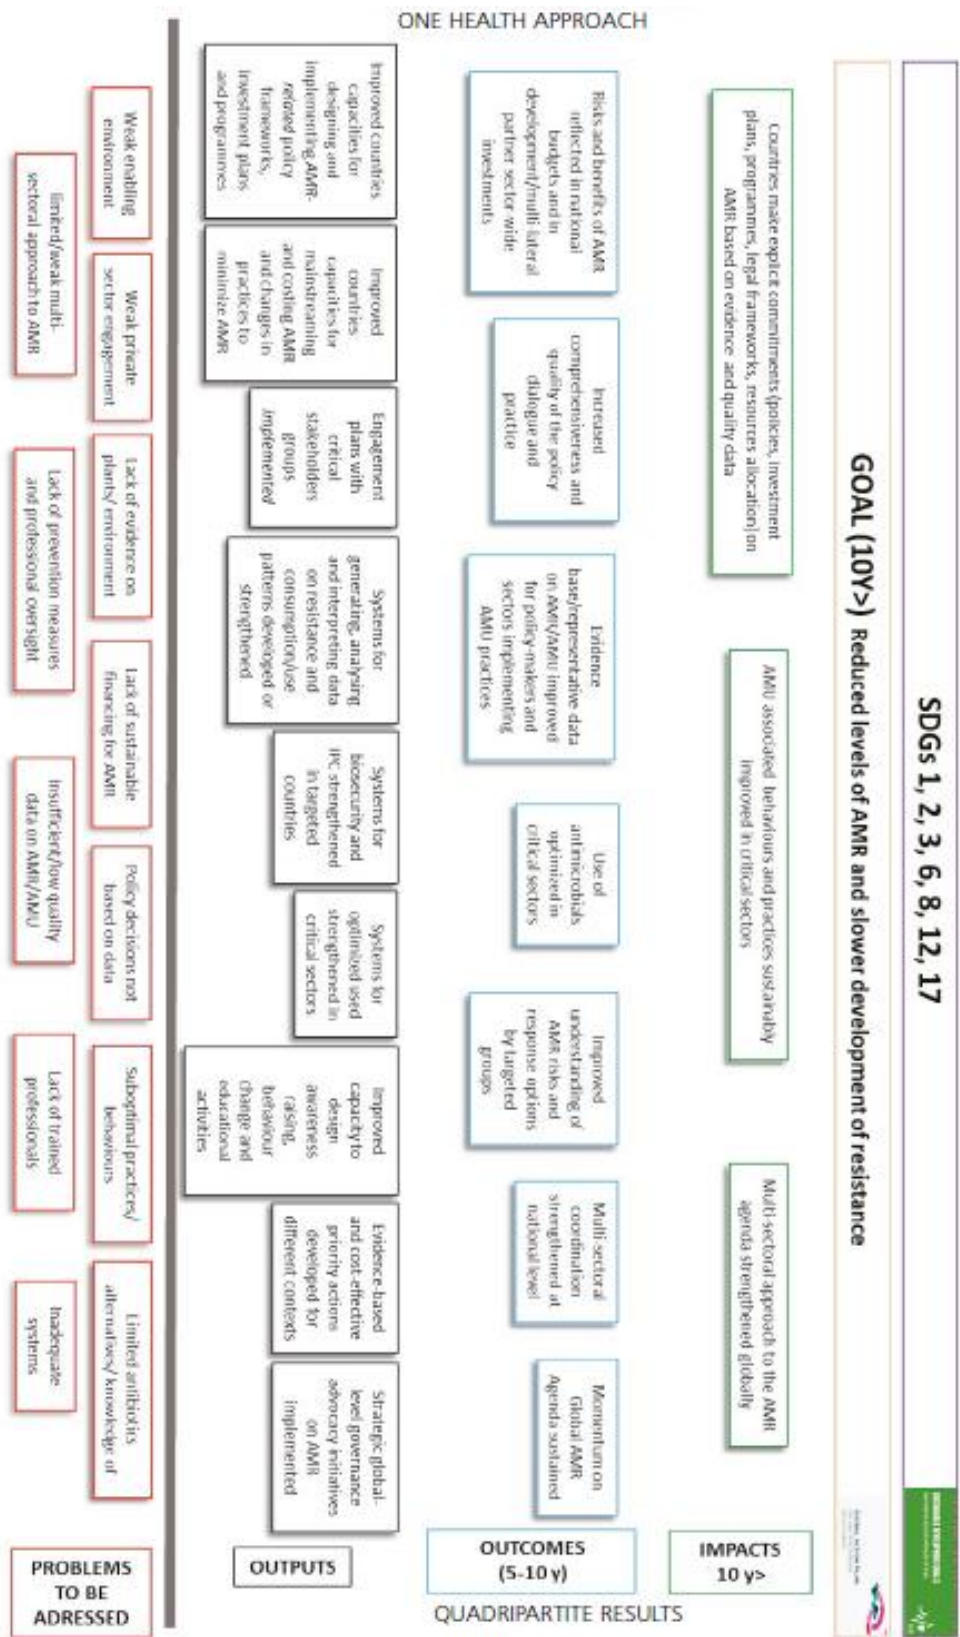 ONE HEALTH APPROACH
SDGs 1, 2, 3, 6, 8, 12, 17
GOAL (10Y>) Reduced levels of AMR and slower development of resistance
Countries make explicit commitments (policies, investment
plans, programmes, legal frameworks, resources allocation) on
AMR based on evidence and quality data
AMU associated behaviours and practices sustainably
improved in critical sectors
Multi-sectoral approach to the AMR
agenda strengthened globally
IMPACTS
10 y>
Risks and benefits of AMR
reflected in national
budgets and in
development/multi-lateral
partner sector-wide
investments
Increased
comprehensiveness and
quality of the policy
dialogue and
practice
Evidence
base/representative data
on AMR/AMU improved
for policy-makers and
sectors implementing
AMU practices
Use of
antimicrobials
optimized in
critical sectors
Improved
understanding of
AMR risks and
response options
by targeted
groups
Multi-sectoral
coordination
strengthened at
national level
Momentum on
Global AMR
Agenda sustained
OUTCOMES
(5-10 y)
Improved countries
capacities for
designing and
implementing AMR-
related policy
frameworks,
investment plans
and programmes
Improved
countries
capacities for
mainstreaming
and costing AMR
and changes in
practices to
minimize AMR
Engagement
plans with
critical
stakeholders
groups
implemented
Systems for
generating, analysing
and interpreting data
on resistance and
consumption/use
patterns developed or
strengthened
Systems for
biosecurity and
IPC strengthened
in targeted
countries
Systems for
optimized used
strengthened in
critical sectors
Improved
capacity to
design
awareness
raising,
behaviour
change and
educational
activities
Evidence-based
and cost-effective
priority actions
developed for
different contexts
Strategic global-
level governance
advocacy initiatives
on AMR
implemented
OUTPUTS
Weak enabling
environment
Weak private
sector engagement
Lack of evidence on
plants/ environment
Lack of sustainable
financing for AMR
Policy decisions not
based on data
Suboptimal practices/
behaviours
Limited antibiotics
alternatives/ knowledge of
limited/weak multi-
sectoral approach to AMR
Lack of prevention measures
and professional oversight
Insufficient/low quality
data on AMR/AMU
Lack of trained
professionals
Inadequate
systems
PROBLEMS
TO BE
ADRESSED
QUADRIPARTITE RESULTS